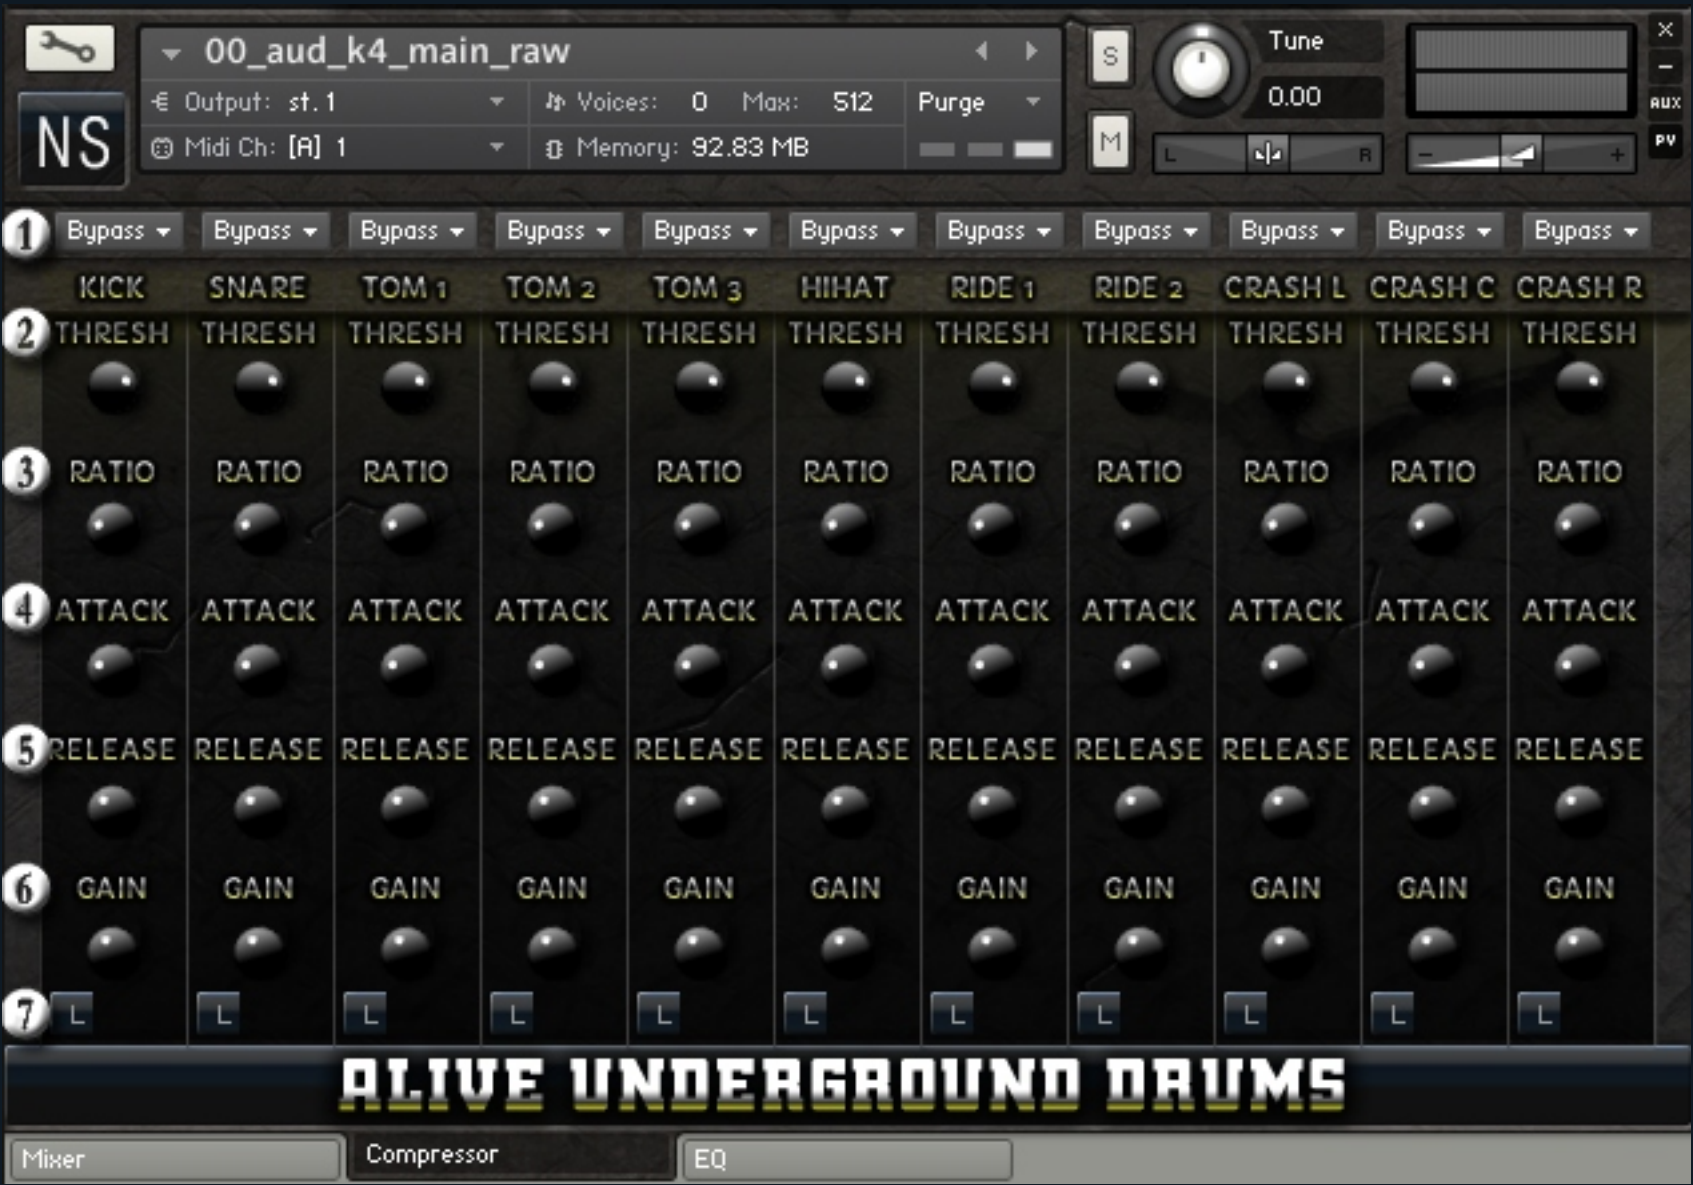 00_aud_k4_main_raw
S
Tune
X
-
Output: st.1
Voices: 0 Max: 512
Purge
0.00
AUX
NS
Midi Ch: [A] 1
Memory: 92.83 MB
M
L R
- +
PV
1 Bypass Bypass Bypass Bypass Bypass Bypass Bypass Bypass Bypass Bypass Bypass
KICK SNARE TOM 1 TOM 2 TOM 3 HIHAT RIDE 1 RIDE 2 CRASH L CRASH C CRASH R
2 THRESH THRESH THRESH THRESH THRESH THRESH THRESH THRESH THRESH THRESH THRESH
3 RATIO RATIO RATIO RATIO RATIO RATIO RATIO RATIO RATIO RATIO RATIO
4 ATTACK ATTACK ATTACK ATTACK ATTACK ATTACK ATTACK ATTACK ATTACK ATTACK ATTACK
5 RELEASE RELEASE RELEASE RELEASE RELEASE RELEASE RELEASE RELEASE RELEASE RELEASE RELEASE
6 GAIN GAIN GAIN GAIN GAIN GAIN GAIN GAIN GAIN GAIN GAIN
7 L L L L L L L L L L L
ALIVE UNDERGROUND DRUMS
Mixer
Compressor
EQ